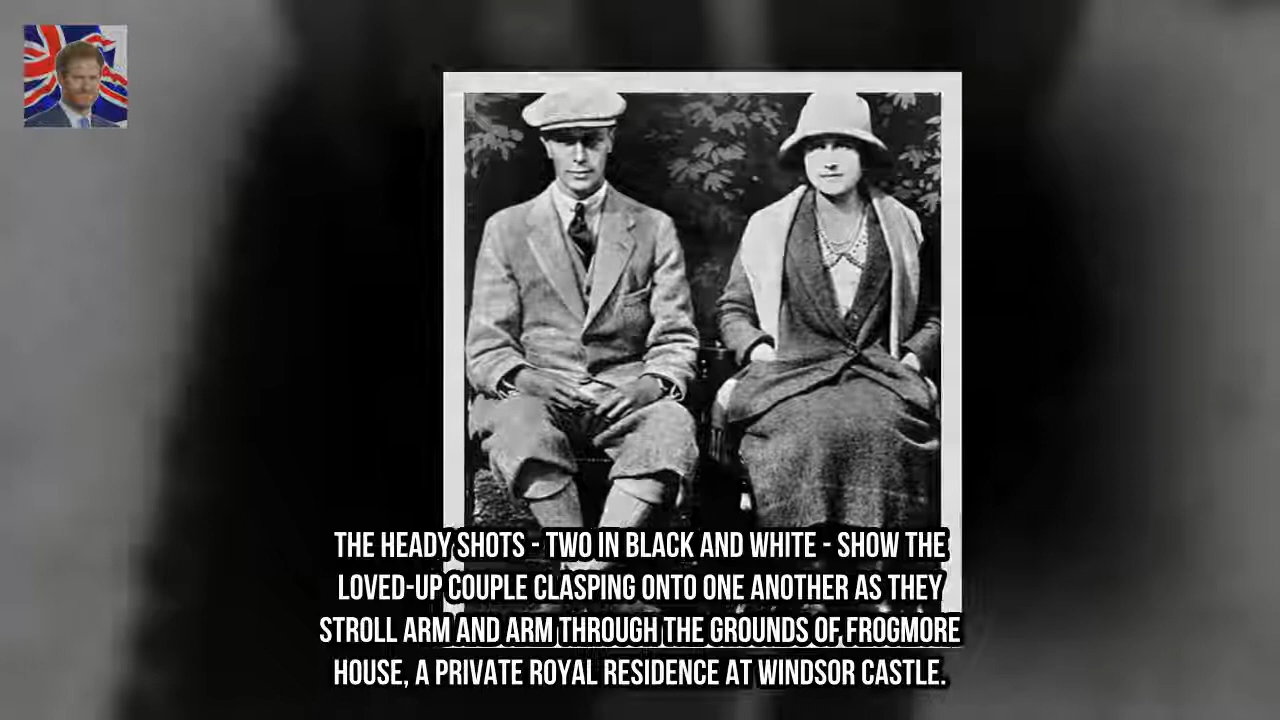 THE HEADY SHOTS - TWO IN BLACK AND WHITE - SHOW THE
LOVED-UP COUPLE CLASPING ONTO ONE ANOTHER AS THEY
STROLL ARM AND ARM THROUGH THE GROUNDS OF FROGMORE
HOUSE, A PRIVATE ROYAL RESIDENCE AT WINDSOR CASTLE.